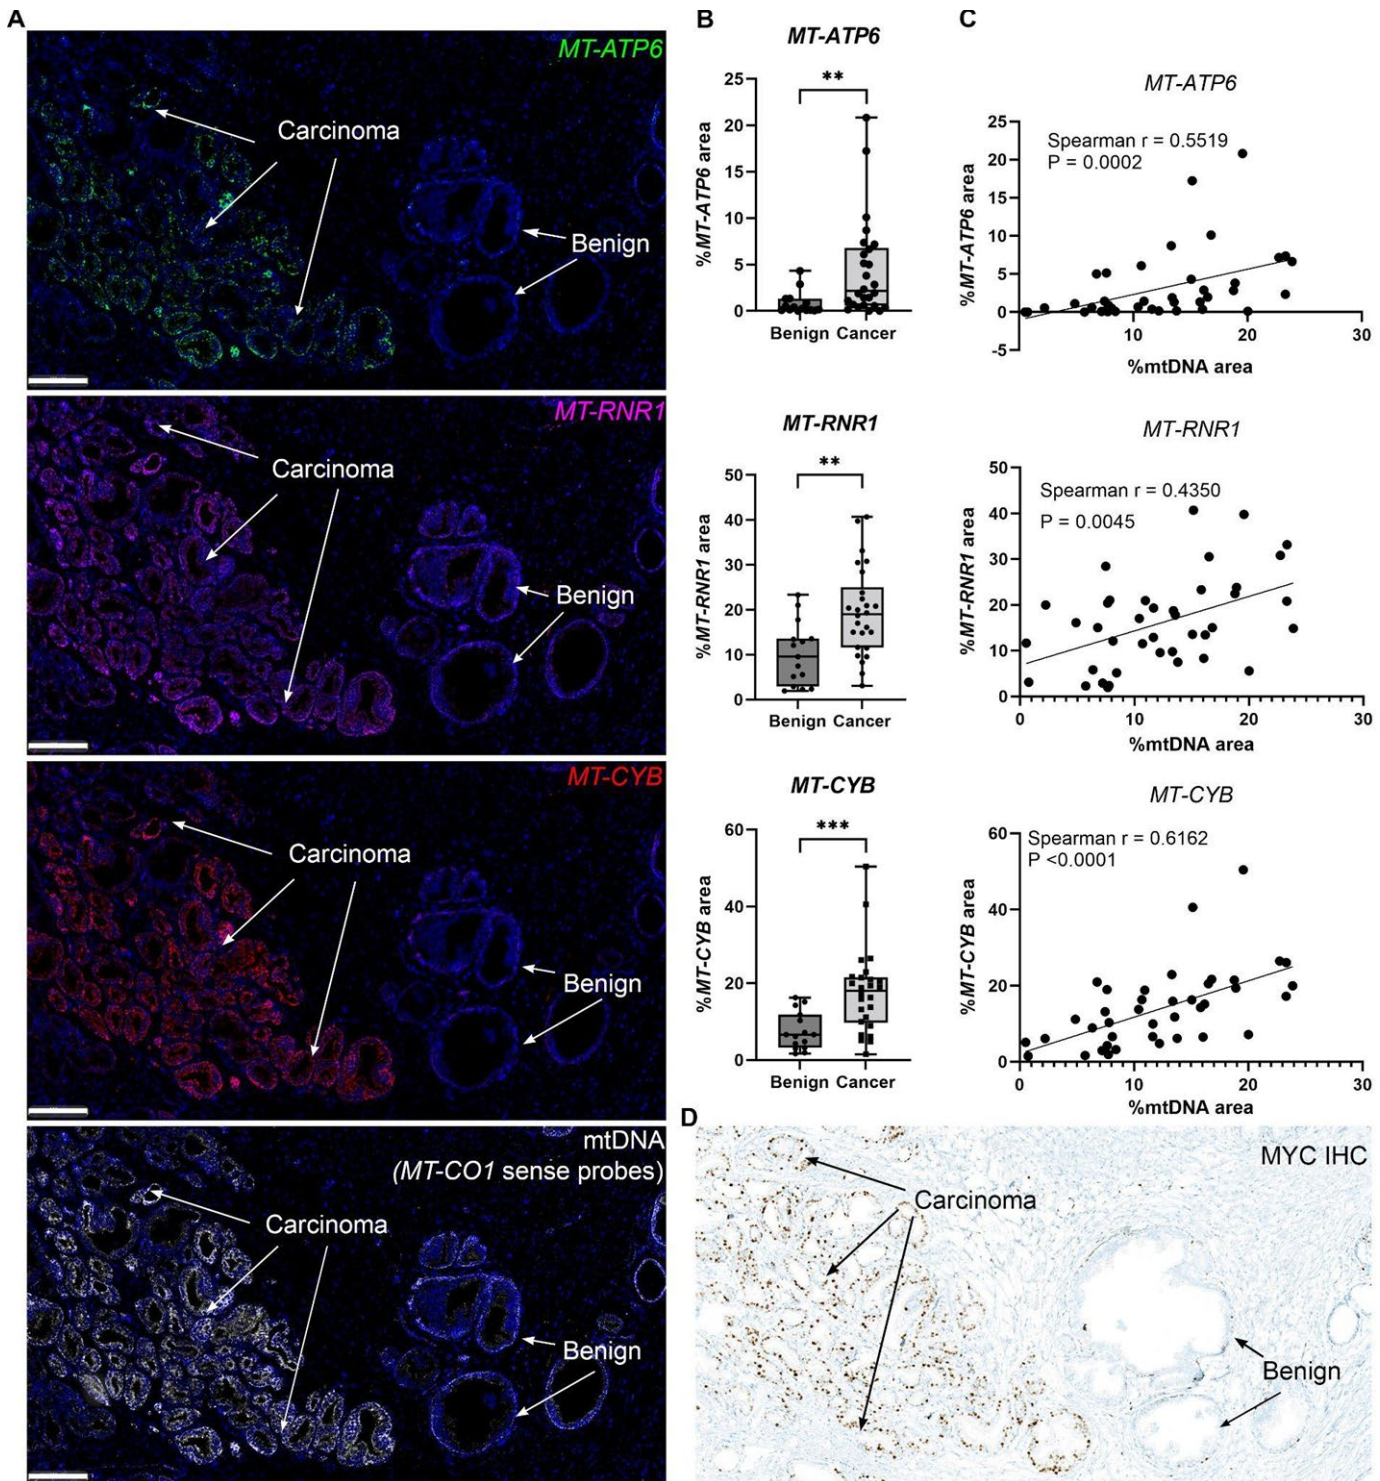 A
MT-ATP6
Carcinoma
Benign
MT-RNR1
Carcinoma
Benign
MT-CYB
Carcinoma
Benign
mtDNA
(MT-CO1 sense probes)
Carcinoma
Benign
B
MT-ATP6
**
25
20
15
10
5
0
%MT-ATP6 area
Benign Cancer
MT-RNR1
**
50
40
30
20
10
0
%MT-RNR1 area
Benign Cancer
MT-CYB
***
60
40
20
0
%MT-CYB area
Benign Cancer
C
MT-ATP6
Spearman r = 0.5519
P = 0.0002
25
20
15
10
5
0
-5
%MT-ATP6 area
10 20 30
%mtDNA area
MT-RNR1
Spearman r = 0.4350
P = 0.0045
50
40
30
20
10
0
%MT-RNR1 area
0 10 20 30
%mtDNA area
MT-CYB
Spearman r = 0.6162
P <0.0001
60
40
20
0
%MT-CYB area
0 10 20 30
%mtDNA area
D
MYC IHC
Carcinoma
Benign